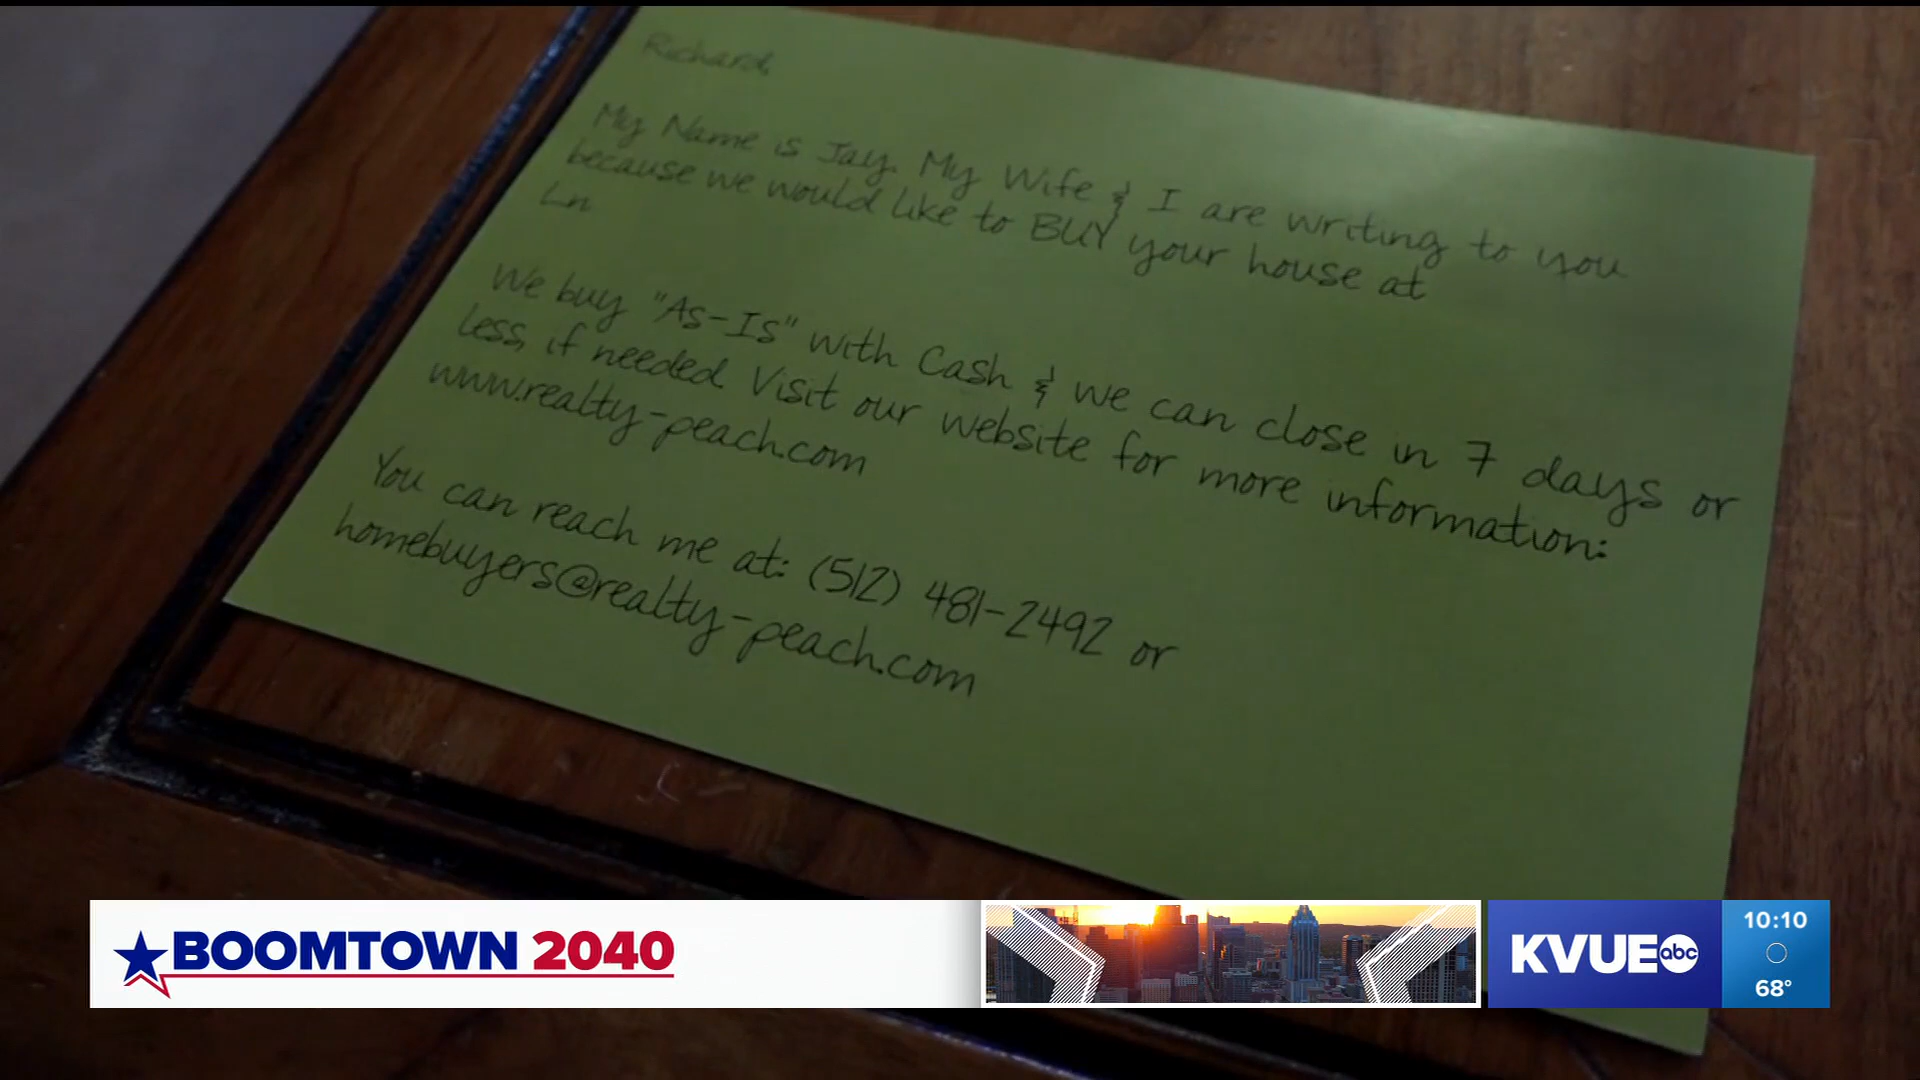 Richard,
My Name is Jay. My Wife & I are writing to you
because we would like to BUY your house at
Ln
We buy "As-Is" with Cash & we can close in 7 days or
less, if needed. Visit our website for more information:
www.realty-peach.com
You can reach me at: (512) 481-2492 or
homebuyers@realty-peach.com
BOOMTOWN 2040
KVUE abc
10:10
68°